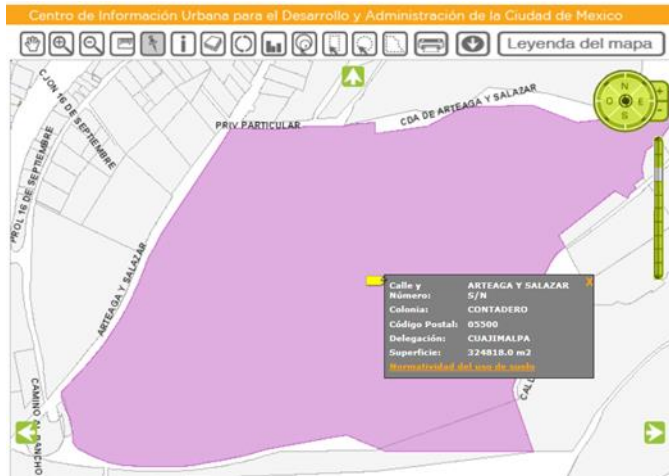 Centro de Información Urbana para el Desarrollo y Administración de la Ciudad de Mexico
Leyenda del mapa
CJON 16 DE SEPTIEMBRE
PROL 16 DE SEPTIEMBRE
PRIV PARTICULAR
CDA DE ARTEAGA Y SALAZAR
N
O E
S
+
-
ARTEAGA Y SALAZAR
Calle y Número: ARTEAGA Y SALAZAR S/N X
Colonia: CONTADERO
Código Postal: 05500
Delegación: CUAJIMALPA
Superficie: 324818.0 m2
Normatividad del uso de suelo
CAMINO AL RANCHO